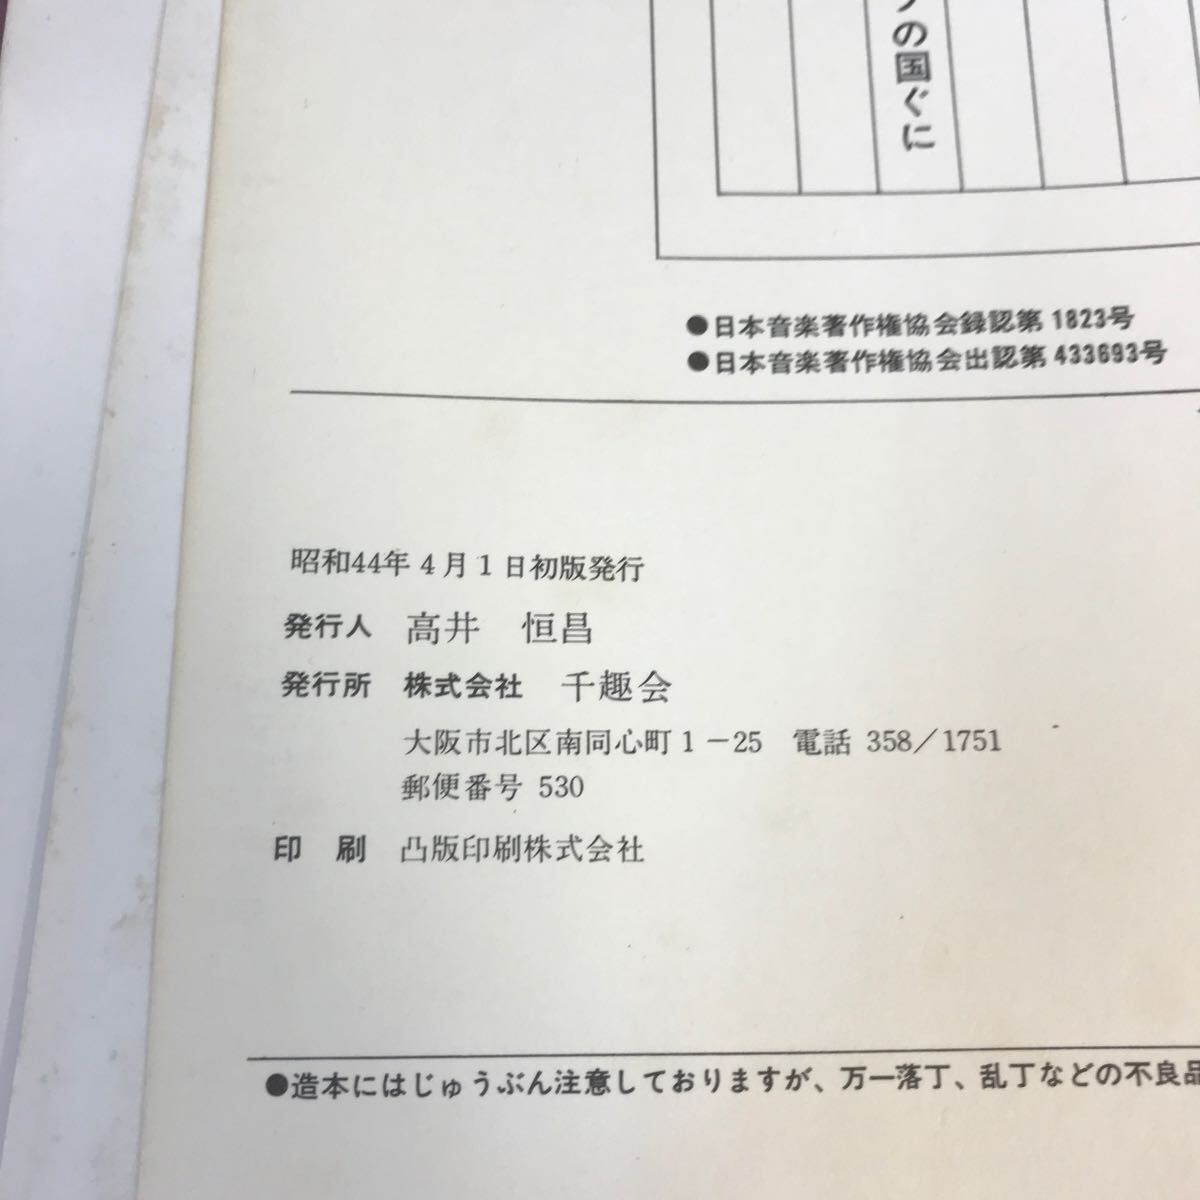 の国ぐに
●日本音楽著作権協会録認第1823号
●日本音楽著作権協会出認第433693号
昭和44年4月1日初版発行
発行人 高井 恒昌
発行所 株式会社 千趣会
大阪市北区南同心町1-25 電話 358/1751
郵便番号 530
印 刷 凸版印刷株式会社
●造本にはじゅうぶん注意しておりますが、万一落丁、乱丁などの不良品